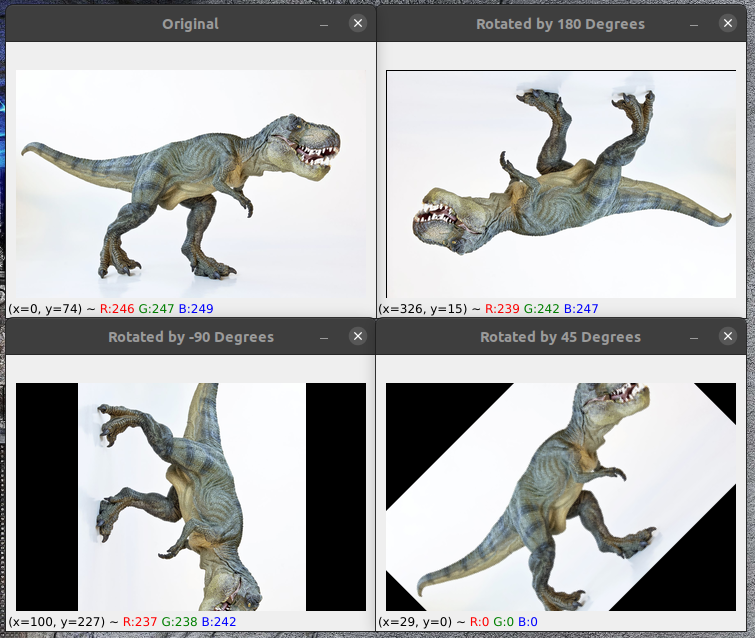 Original
Rotated by 180 Degrees
(x=0, y=74) ~ R:246 G:247 B:249
(x=326, y=15) ~ R:239 G:242 B:247
Rotated by -90 Degrees
Rotated by 45 Degrees
(x=100, y=227) ~ R:237 G:238 B:242
(x=29, y=0) ~ R:0 G:0 B:0